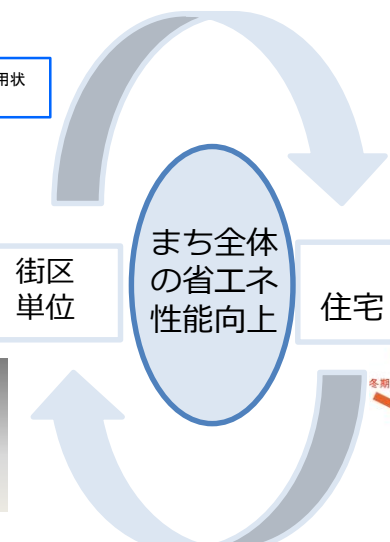 用状
まち全体
の省エネ
性能向上
街区
単位
住宅
冬期